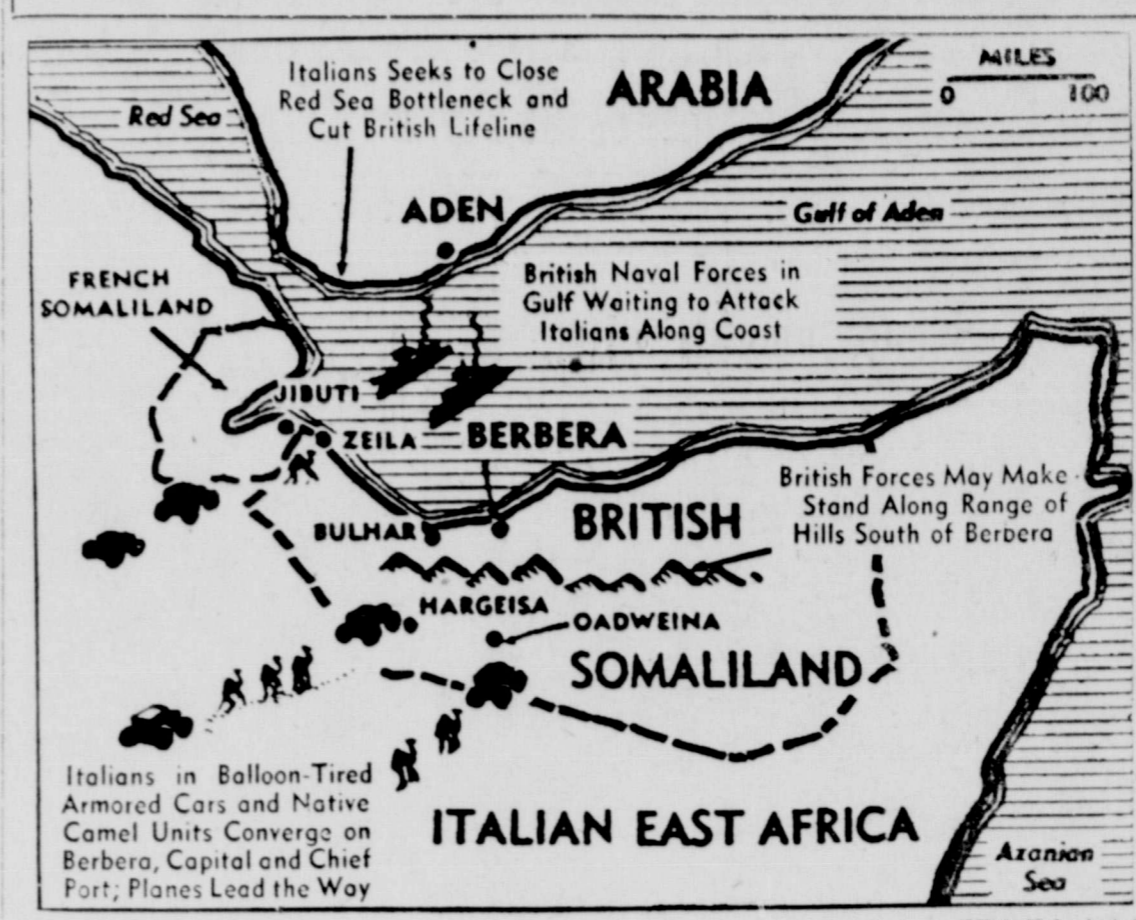 MILES
0 100
Italians Seeks to Close
Red Sea Bottleneck and
Cut British Lifeline
ARABIA
Red Sea
ADEN
Gulf of Aden
FRENCH
SOMALILAND
British Naval Forces in
Gulf Waiting to Attack
Italians Along Coast
JIBUTI
ZEILA
BERBERA
British Forces May Make
Stand Along Range of
Hills South of Berbera
BULHAR
BRITISH
HARGEISA
OADWEINA
SOMALILAND
Italians in Balloon-Tired
Armored Cars and Native
Camel Units Converge on
Berbera, Capital and Chief
Port; Planes Lead the Way
ITALIAN EAST AFRICA
Azanian
Sea